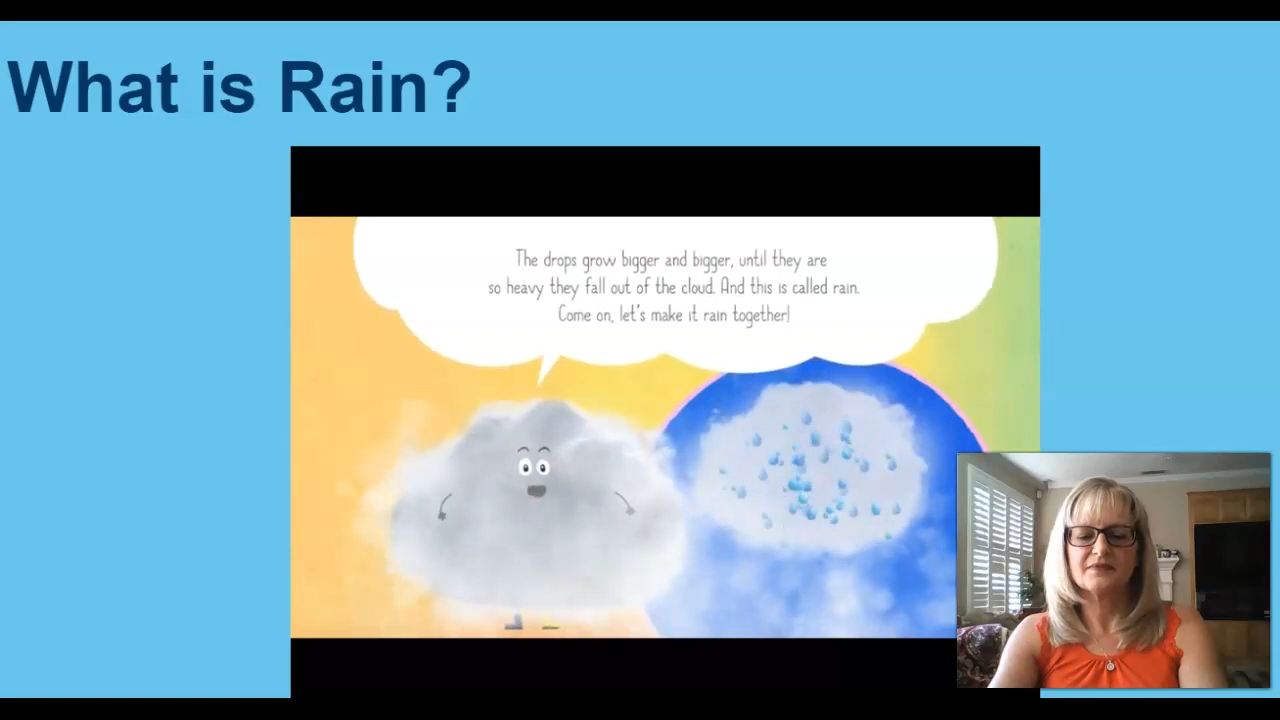 What is Rain?
The drops grow bigger and bigger, until they are
so heavy they fall out of the cloud. And this is called rain.
Come on, let's make it rain together!